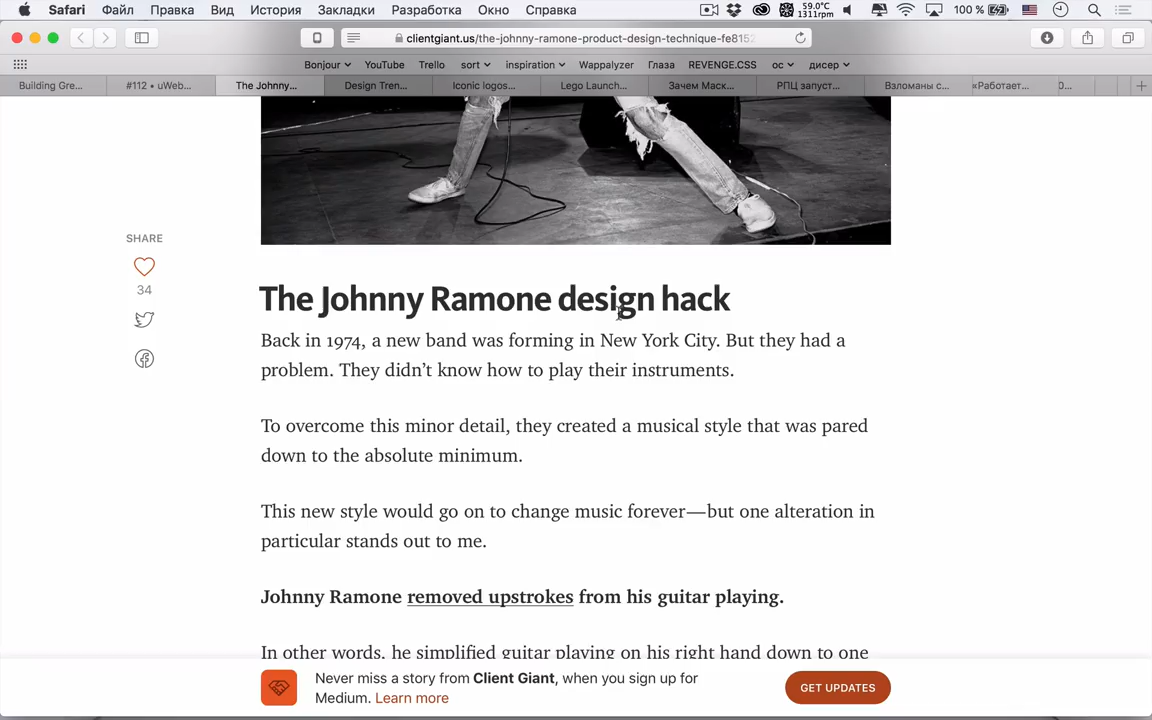 Safari Файл Правка Вид История Закладки Разработка Окно Справка 59.0°C 1311rpm 100 %
clientgiant.us/the-johnny-ramone-product-design-technique-fe8152
Bonjour YouTube Trello sort inspiration Wappalyzer Глаза REVENGE.CSS ос дисер
Building Gre... #112 • uWeb... The Johnny... Design Tren... Iconic logos... Lego Launch... Зачем Маск... РПЦ запуст... Взломаны с... «Работает...
SHARE
34
The Johnny Ramone design hack
Back in 1974, a new band was forming in New York City. But they had a
problem. They didn’t know how to play their instruments.
To overcome this minor detail, they created a musical style that was pared
down to the absolute minimum.
This new style would go on to change music forever—but one alteration in
particular stands out to me.
Johnny Ramone removed upstrokes from his guitar playing.
In other words, he simplified guitar playing on his right hand down to one
Never miss a story from Client Giant, when you sign up for
Medium. Learn more
GET UPDATES